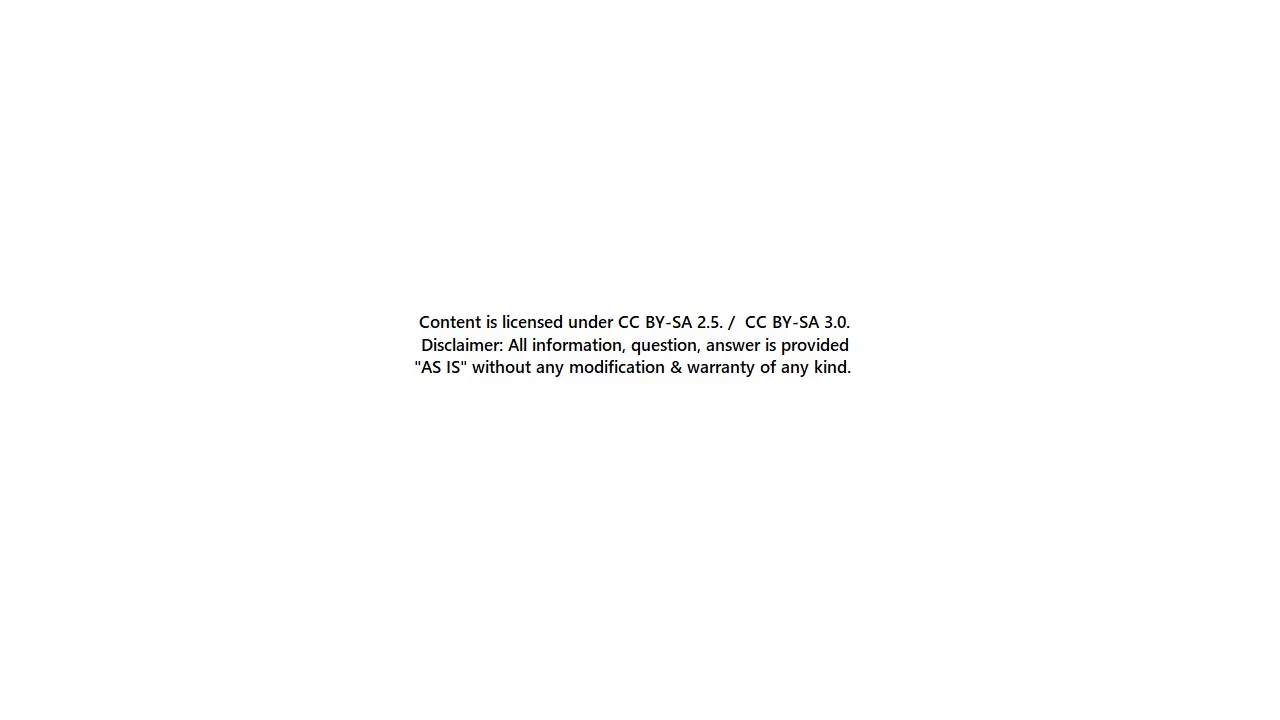 Content is licensed under CC BY-SA 2.5. /  CC BY-SA 3.0.
Disclaimer: All information, question, answer is provided
"AS IS" without any modification & warranty of any kind.